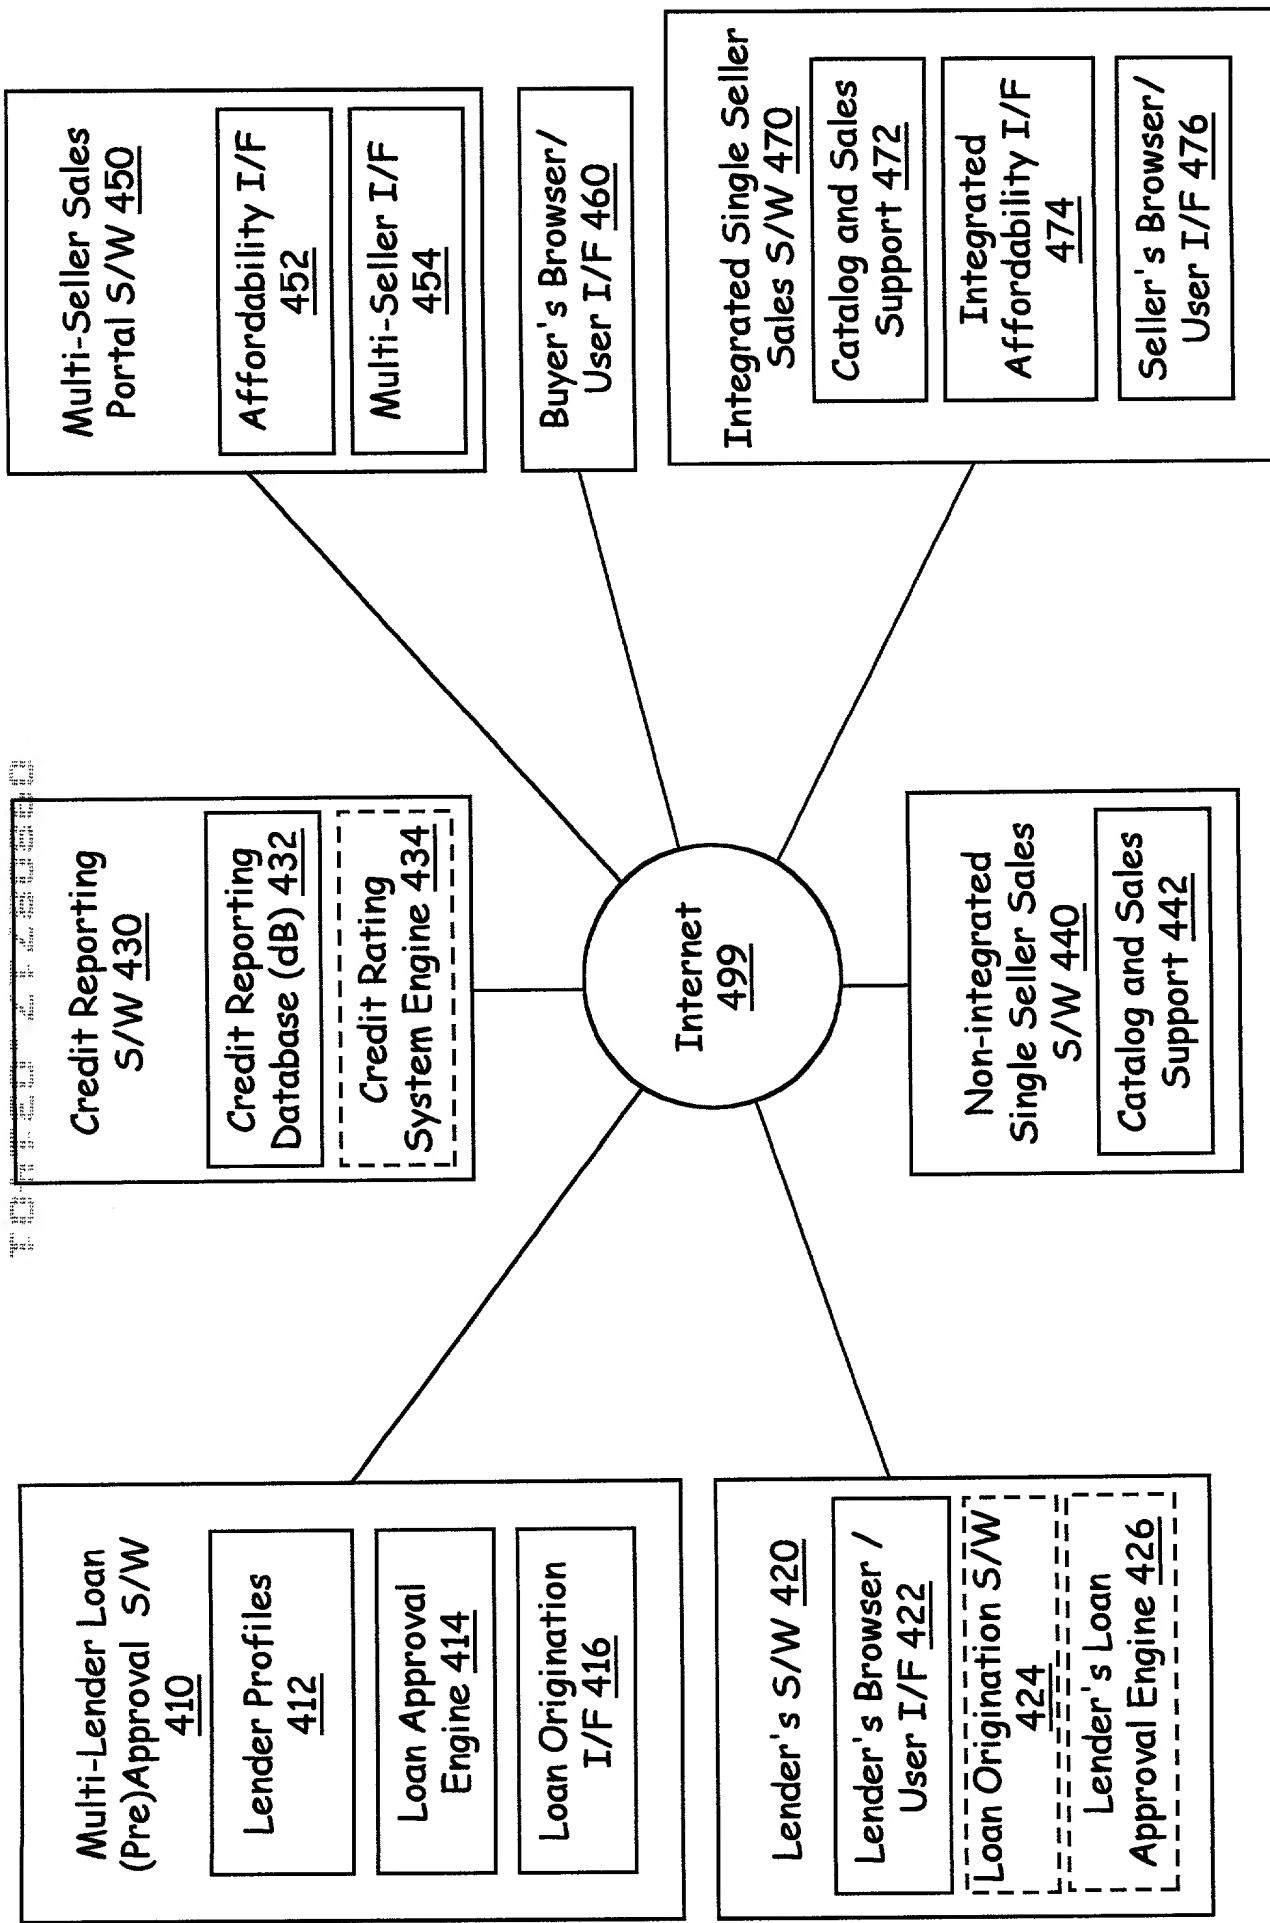 Multi-Lender Loan
(Pre)Approval S/W
410
Lender Profiles
412
Loan Approval
Engine 414
Loan Origination
I/F 416
Lender's S/W 420
Lender's Browser /
User I/F 422
Loan Origination S/W
424
Lender's Loan
Approval Engine 426
Credit Reporting
S/W 430
Credit Reporting
Database (dB) 432
Credit Rating
System Engine 434
Internet
499
Non-integrated
Single Seller Sales
S/W 440
Catalog and Sales
Support 442
Multi-Seller Sales
Portal S/W 450
Affordability I/F
452
Multi-Seller I/F
454
Buyer's Browser/
User I/F 460
Integrated Single Seller
Sales S/W 470
Catalog and Sales
Support 472
Integrated
Affordability I/F
474
Seller's Browser/
User I/F 476